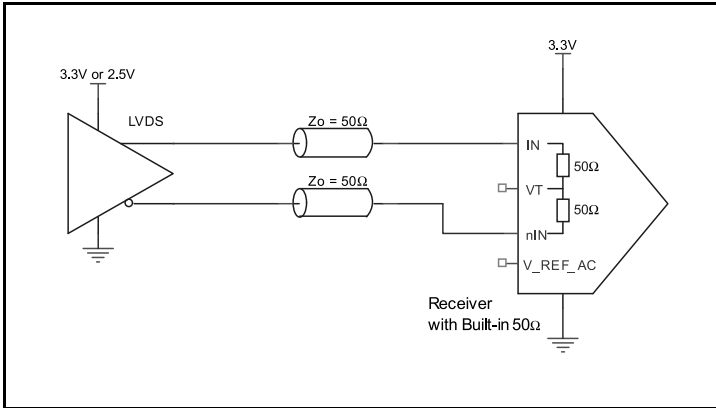 3.3V
3.3V or 2.5V
LVDS
Zo = 50Ω
IN
50Ω
Zo = 50Ω
VT
50Ω
nIN
V_REF_AC
Receiver
with Built-in 50Ω